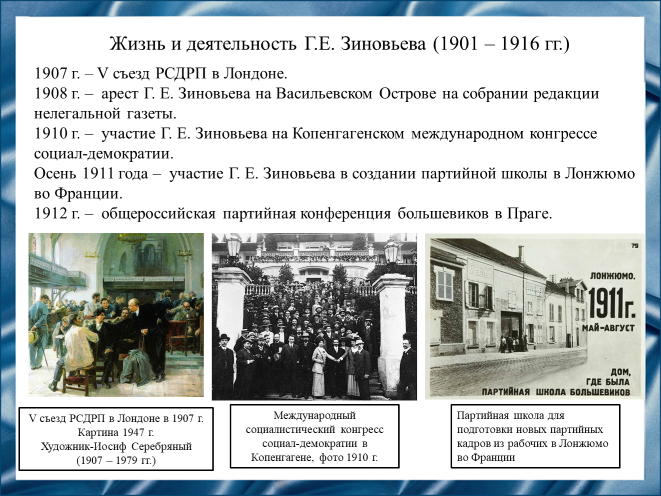 Жизнь и деятельность Г.Е. Зиновьева (1901 – 1916 гг.)
1907 г. – V съезд РСДРП в Лондоне.
1908 г. – арест Г. Е. Зиновьева на Васильевском Острове на собрании редакции
нелегальной газеты.
1910 г. – участие Г. Е. Зиновьева на Копенгагенском международном конгрессе
социал-демократии.
Осень 1911 года – участие Г. Е. Зиновьева в создании партийной школы в Лонжюмо
во Франции.
1912 г. – общероссийская партийная конференция большевиков в Праге.
79
ЛОНЖЮМО.
1911г.
МАЙ-АВГУСТ
ДОМ,
ГДЕ БЫЛА
ПАРТИЙНАЯ ШКОЛА БОЛЬШЕВИКОВ
V съезд РСДРП в Лондоне в 1907 г.
Картина 1947 г.
Художник-Иосиф Серебряный
(1907 – 1979 гг.)
Международный
социалистический конгресс
социал-демократии в
Копенгагене, фото 1910 г.
Партийная школа для
подготовки новых партийных
кадров из рабочих в Лонжюмо
во Франции